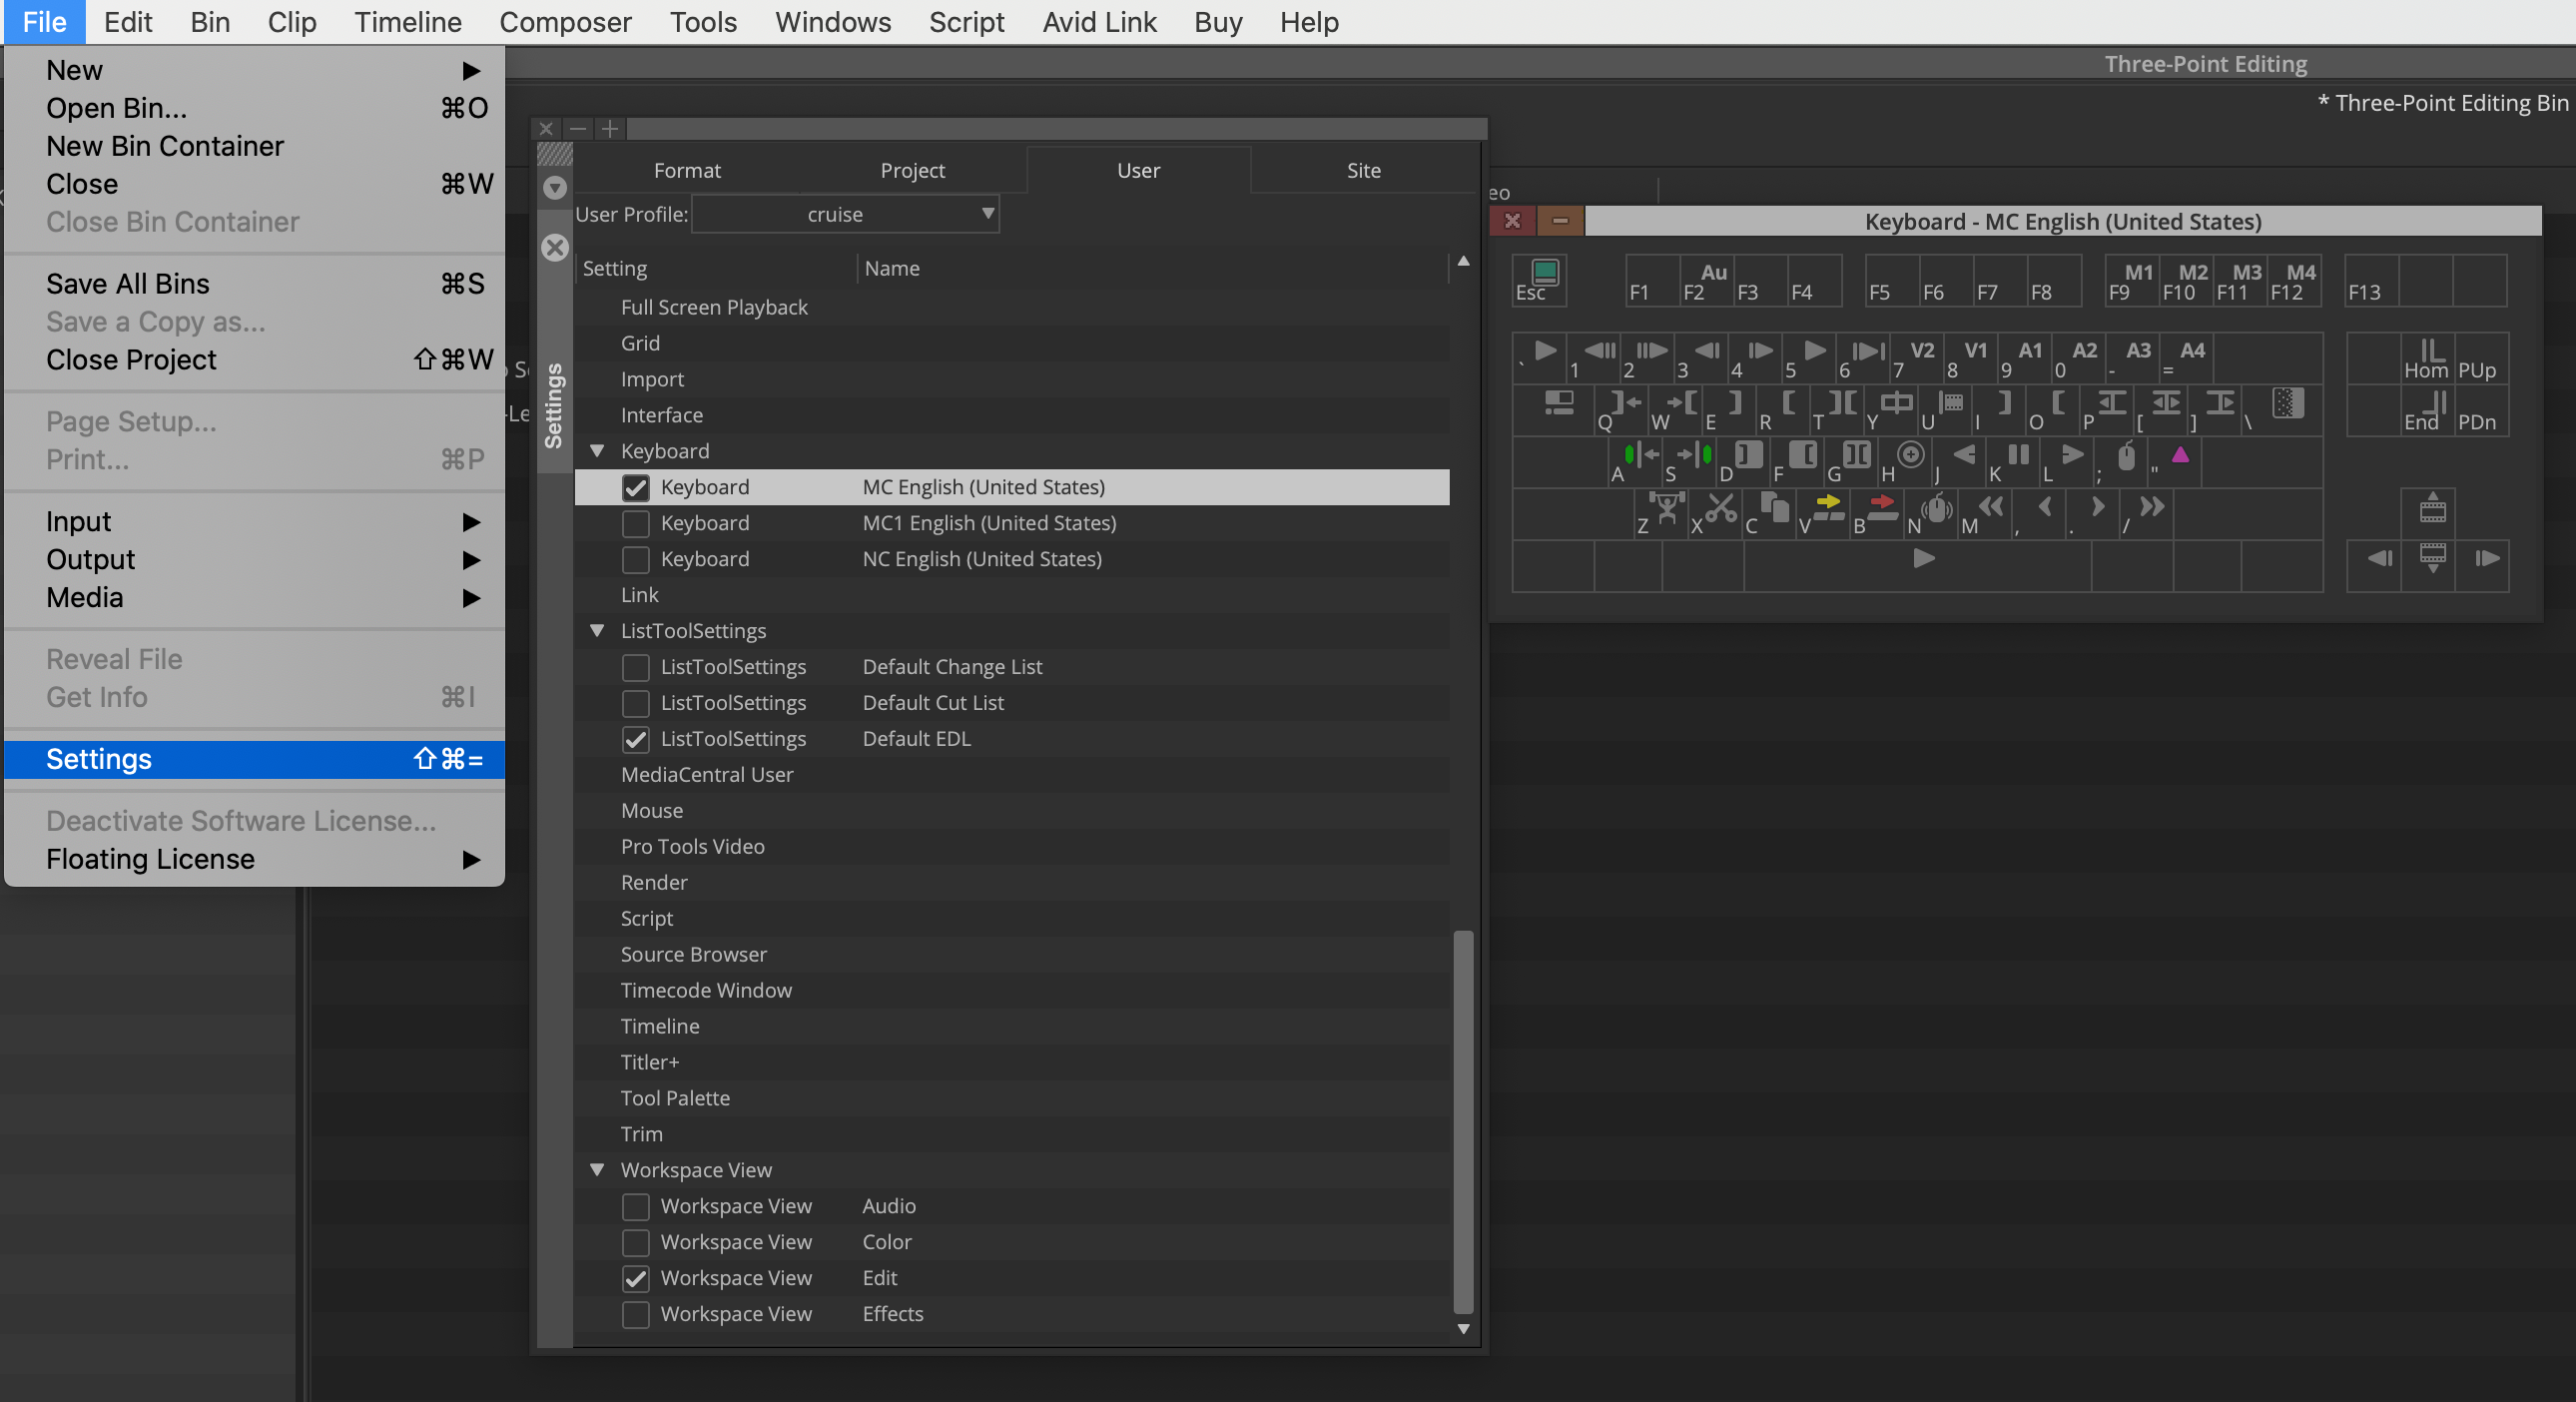 File Edit Bin Clip Timeline Composer Tools Windows Script Avid Link Buy Help
New
Open Bin... ⌘O
New Bin Container
Close ⌘W
Close Bin Container
Save All Bins ⌘S
Save a Copy as...
Close Project ⇧⌘W
Page Setup...
Print... ⌘P
Input
Output
Media
Reveal File
Get Info ⌘I
Settings ⇧⌘=
Deactivate Software License...
Floating License
Three-Point Editing
* Three-Point Editing Bin
Settings
Format Project User Site
User Profile: cruise
Setting Name
Full Screen Playback
Grid
Import
Interface
Keyboard
Keyboard MC English (United States)
Keyboard MC1 English (United States)
Keyboard NC English (United States)
Link
ListToolSettings
ListToolSettings Default Change List
ListToolSettings Default Cut List
ListToolSettings Default EDL
MediaCentral User
Mouse
Pro Tools Video
Render
Script
Source Browser
Timecode Window
Timeline
Titler+
Tool Palette
Trim
Workspace View
Workspace View Audio
Workspace View Color
Workspace View Edit
Workspace View Effects
eo
Keyboard - MC English (United States)
Au M1 M2 M3 M4
Esc F1 F2 F3 F4 F5 F6 F7 F8 F9 F10 F11 F12 F13
V2 V1 A1 A2 A3 A4
` 1 2 3 4 5 6 7 8 9 0 - = Hom PUp
Q W E R T Y U I O P [ ] \ End PDn
A S D F G H J K L ; "
Z X C V B N M , . /